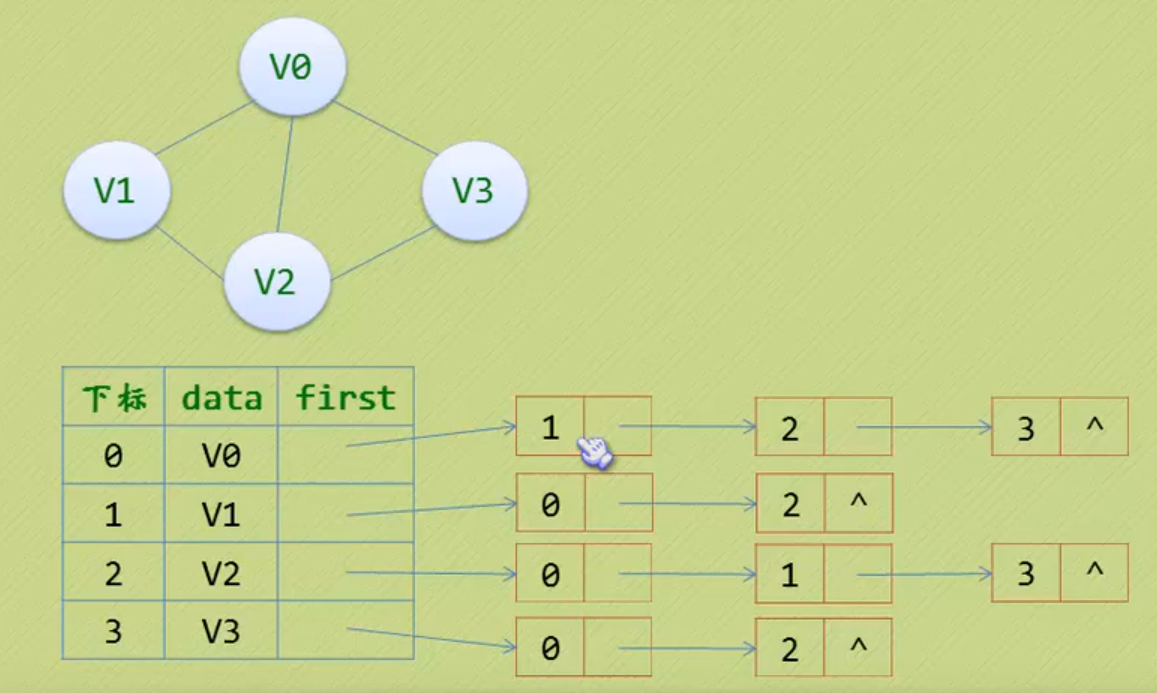 V0
V1
V3
V2
下标 data first
0 V0 1 2 3 ^
1 V1 0 2 ^
2 V2 0 1 3 ^
3 V3 0 2 ^